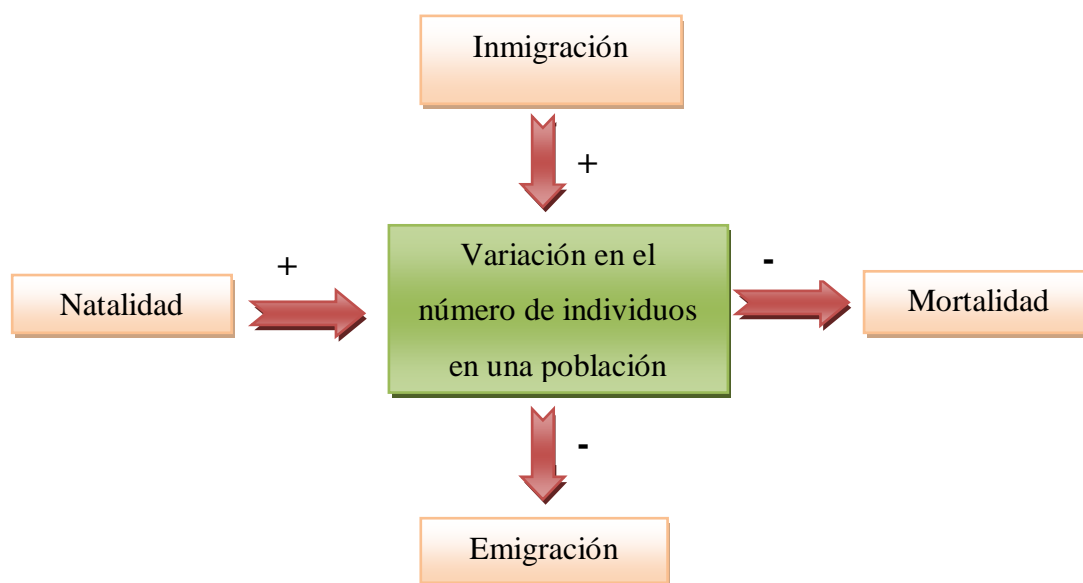 Inmigración
+
Natalidad
+
Variación en el
número de individuos
en una población
-
Mortalidad
-
Emigración